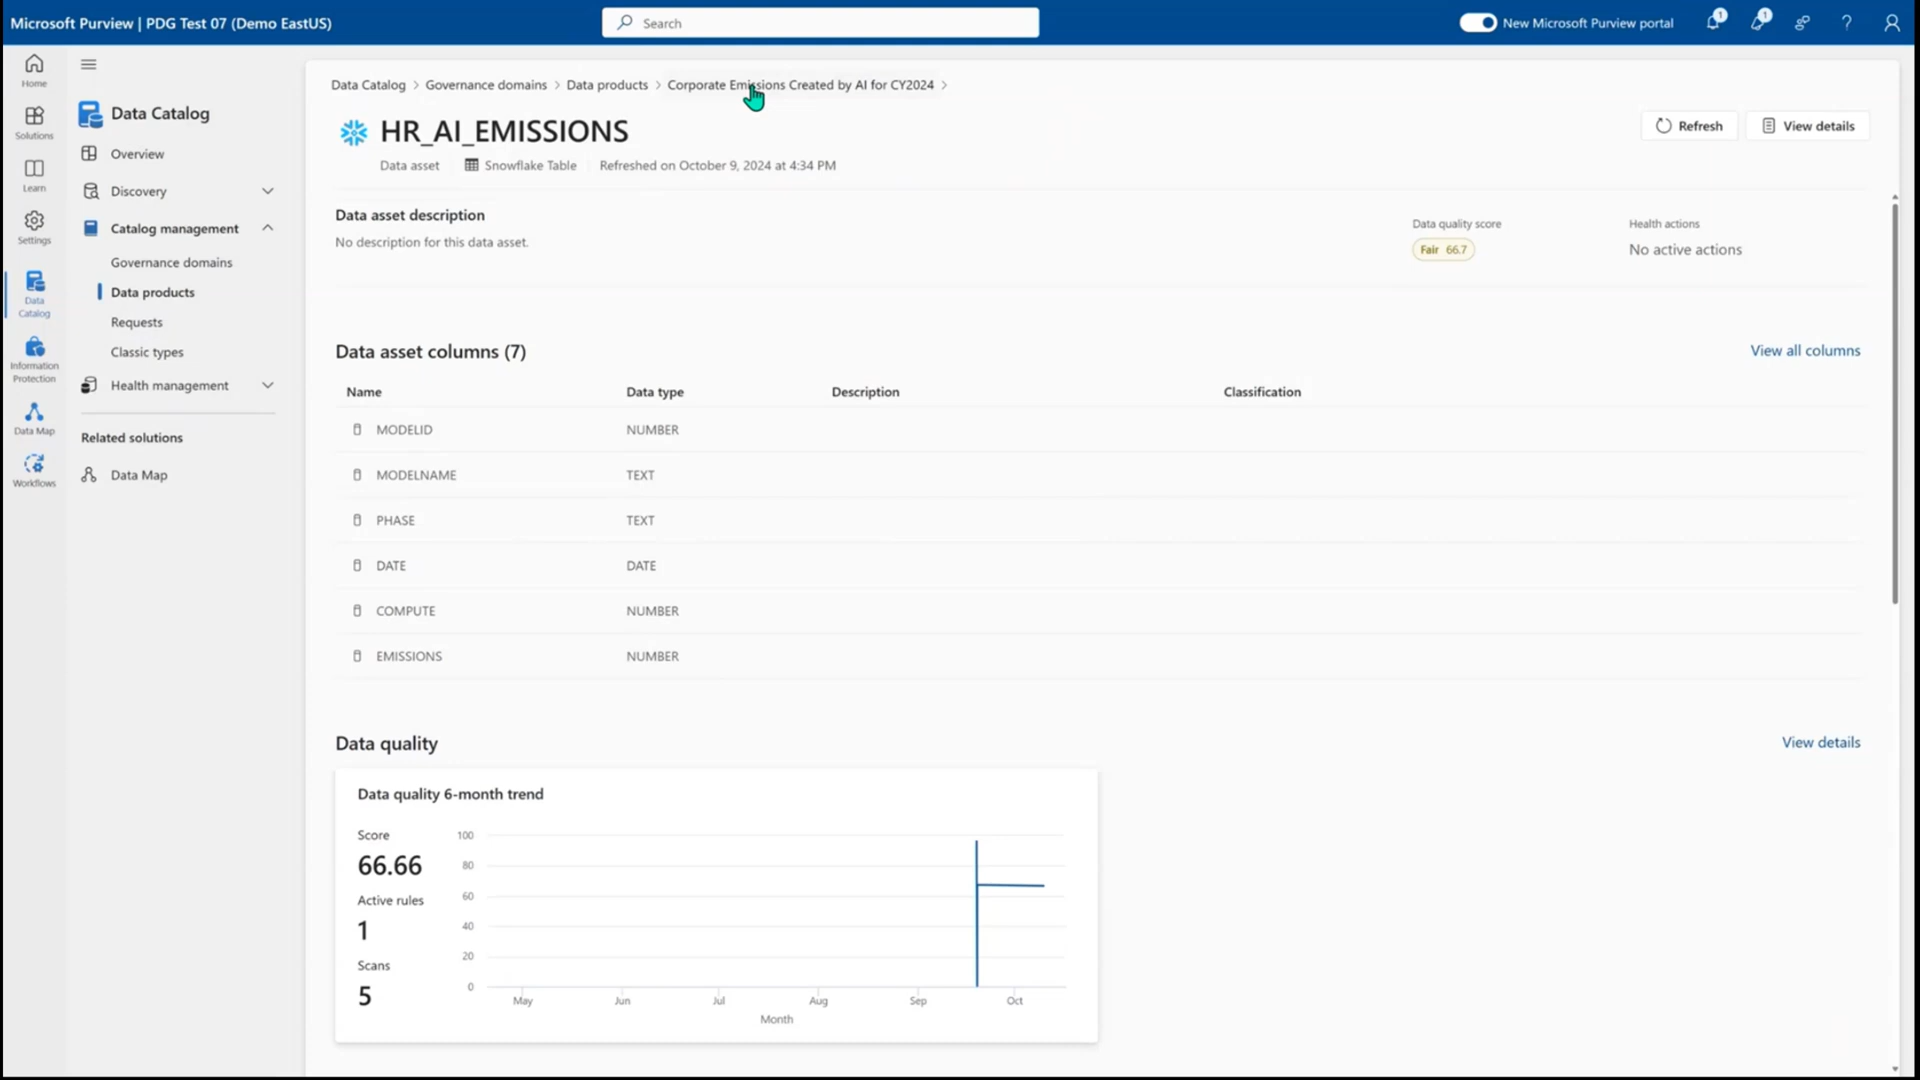 Microsoft Purview | PDG Test 07 (Demo EastUS)
Search
New Microsoft Purview portal
1
1
?
Home
Solutions
Learn
Settings
Data
Catalog
Information
Protection
Data Map
Workflows
Data Catalog
Overview
Discovery
Catalog management
Governance domains
Data products
Requests
Classic types
Health management
Related solutions
Data Map
Data Catalog > Governance domains > Data products > Corporate Emissions Created by AI for CY2024 >
HR_AI_EMISSIONS
Refresh
View details
Data asset
Snowflake Table
Refreshed on October 9, 2024 at 4:34 PM
Data asset description
No description for this data asset.
Data quality score
Fair 66.7
Health actions
No active actions
Data asset columns (7)
View all columns
Name Data type Description Classification
MODELID NUMBER
MODELNAME TEXT
PHASE TEXT
DATE DATE
COMPUTE NUMBER
EMISSIONS NUMBER
Data quality
View details
Data quality 6-month trend
Score
66.66
Active rules
1
Scans
5
100
80
60
40
20
0
May Jun Jul Aug Sep Oct
Month